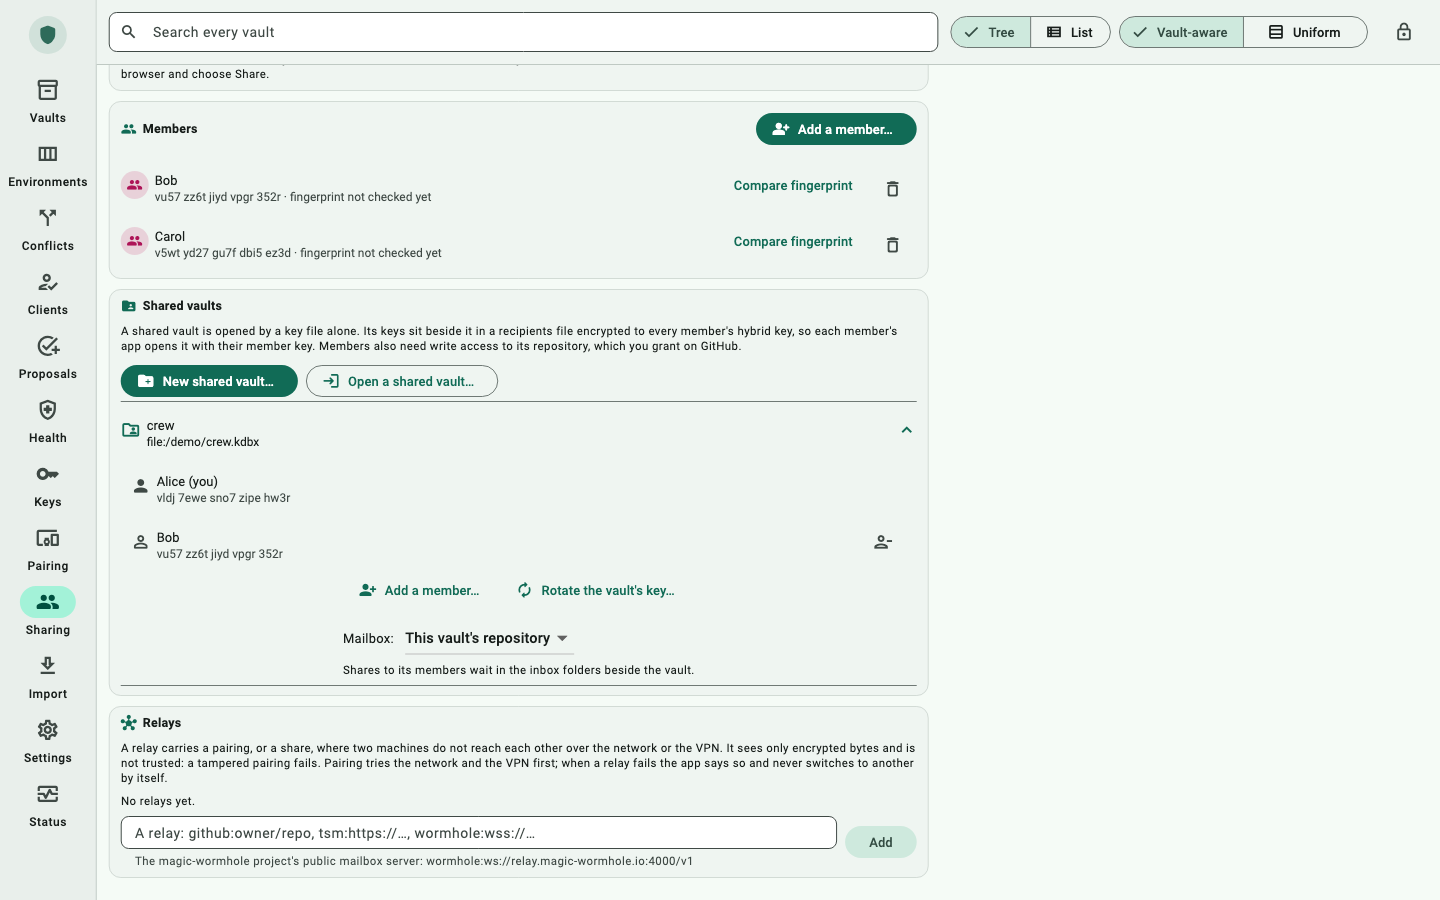 Search every vault
Tree
List
Vault-aware
Uniform
Vaults
Environments
Conflicts
Clients
Proposals
Health
Keys
Pairing
Sharing
Import
Settings
Status
browser and choose Share.
Members
Add a member...
Bob
vu57 zz6t jiyd vpgr 352r · fingerprint not checked yet
Compare fingerprint
Carol
v5wt yd27 gu7f dbi5 ez3d · fingerprint not checked yet
Compare fingerprint
Shared vaults
A shared vault is opened by a key file alone. Its keys sit beside it in a recipients file encrypted to every member's hybrid key, so each member's
app opens it with their member key. Members also need write access to its repository, which you grant on GitHub.
New shared vault...
Open a shared vault...
crew
file:/demo/crew.kdbx
Alice (you)
vldj 7ewe sno7 zipe hw3r
Bob
vu57 zz6t jiyd vpgr 352r
Add a member...
Rotate the vault's key...
Mailbox: This vault's repository
Shares to its members wait in the inbox folders beside the vault.
Relays
A relay carries a pairing, or a share, where two machines do not reach each other over the network or the VPN. It sees only encrypted bytes and is
not trusted: a tampered pairing fails. Pairing tries the network and the VPN first; when a relay fails the app says so and never switches to another
by itself.
No relays yet.
A relay: github:owner/repo, tsm:https://…, wormhole:wss://…
Add
The magic-wormhole project's public mailbox server: wormhole:ws://relay.magic-wormhole.io:4000/v1